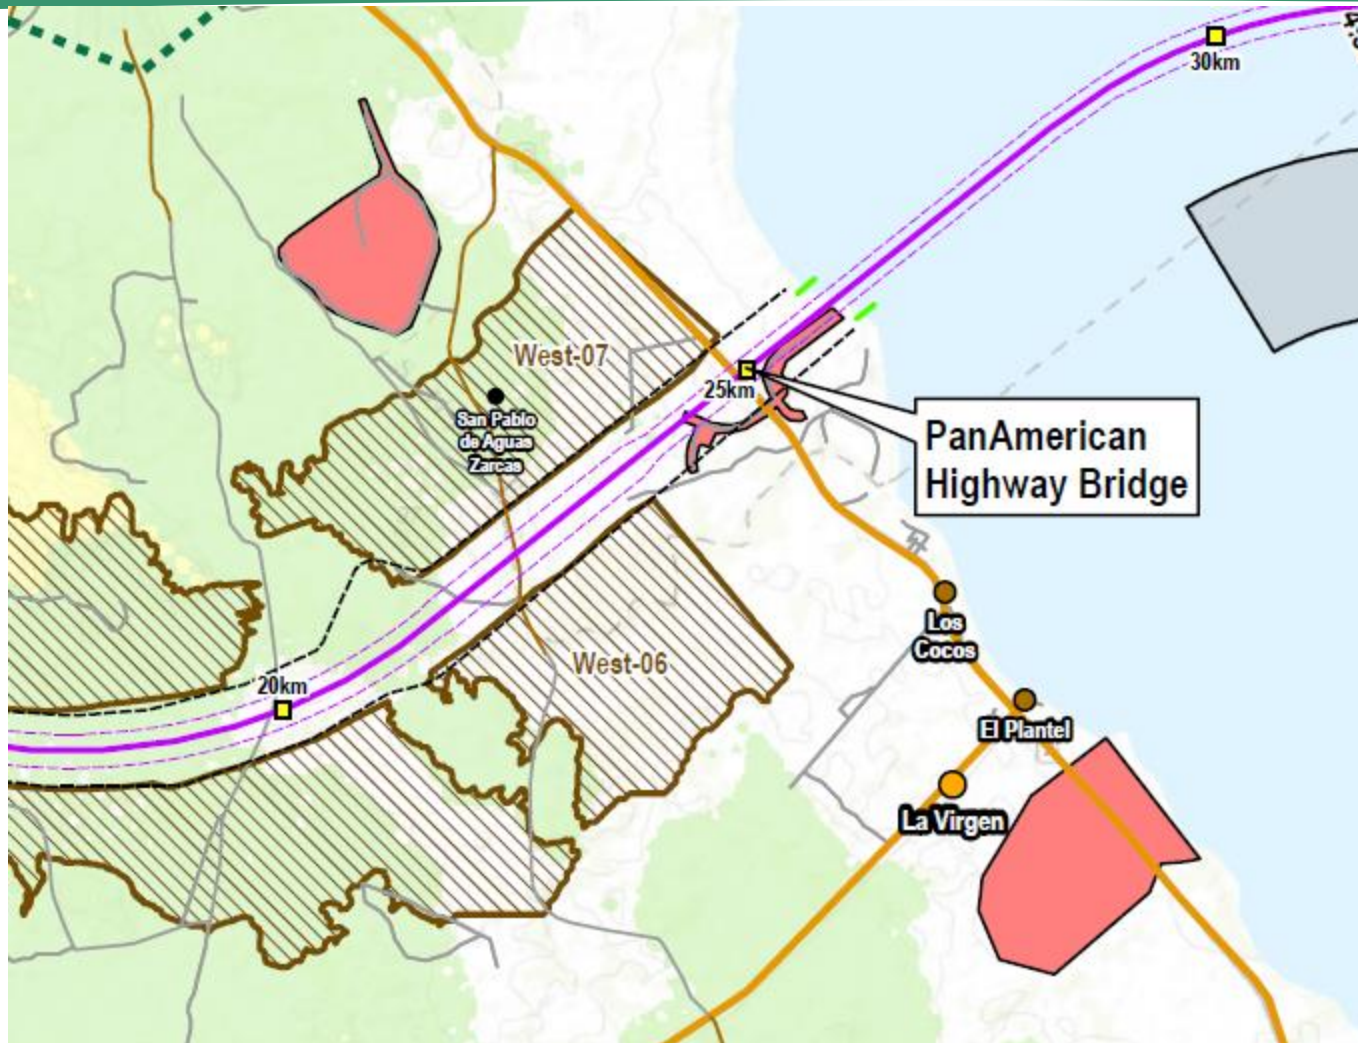 30km
West-07
25km
San Pablo
de Aguas
Zarcas
PanAmerican
Highway Bridge
Los
Cocos
West-06
20km
El Plantel
La Virgen